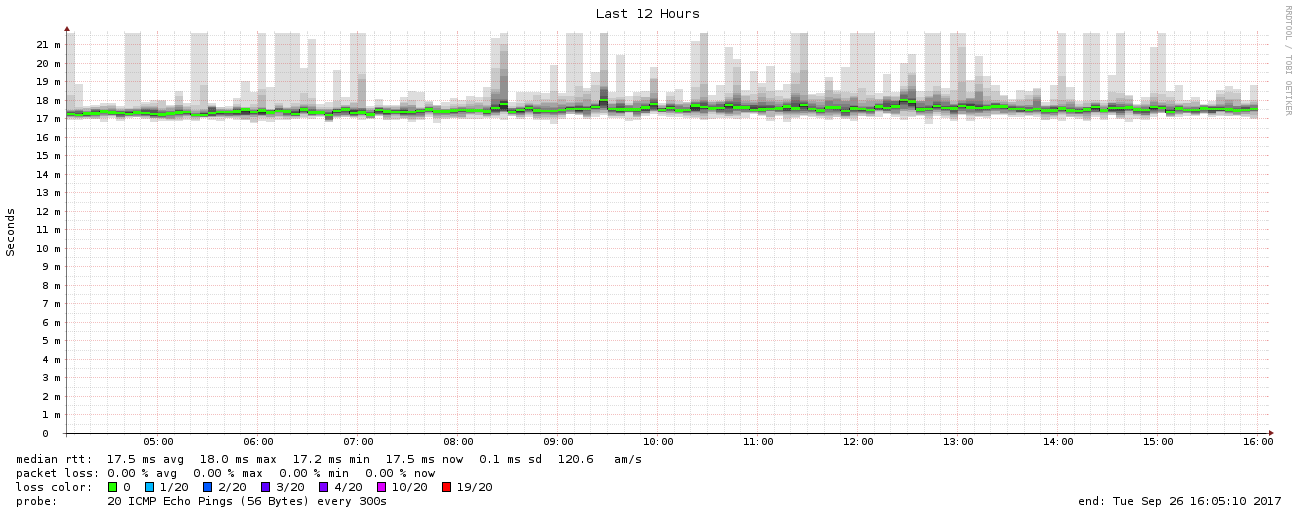 Last 12 Hours
RRDTOOL / TOBI OETIKER
Seconds
21 m
20 m
19 m
18 m
17 m
16 m
15 m
14 m
13 m
12 m
11 m
10 m
9 m
8 m
7 m
6 m
5 m
4 m
3 m
2 m
1 m
0
05:00 06:00 07:00 08:00 09:00 10:00 11:00 12:00 13:00 14:00 15:00 16:00
median rtt: 17.5 ms avg 18.0 ms max 17.2 ms min 17.5 ms now 0.1 ms sd 120.6 am/s
packet loss: 0.00 % avg 0.00 % max 0.00 % min 0.00 % now
loss color: 0 1/20 2/20 3/20 4/20 10/20 19/20
probe: 20 ICMP Echo Pings (56 Bytes) every 300s end: Tue Sep 26 16:05:10 2017